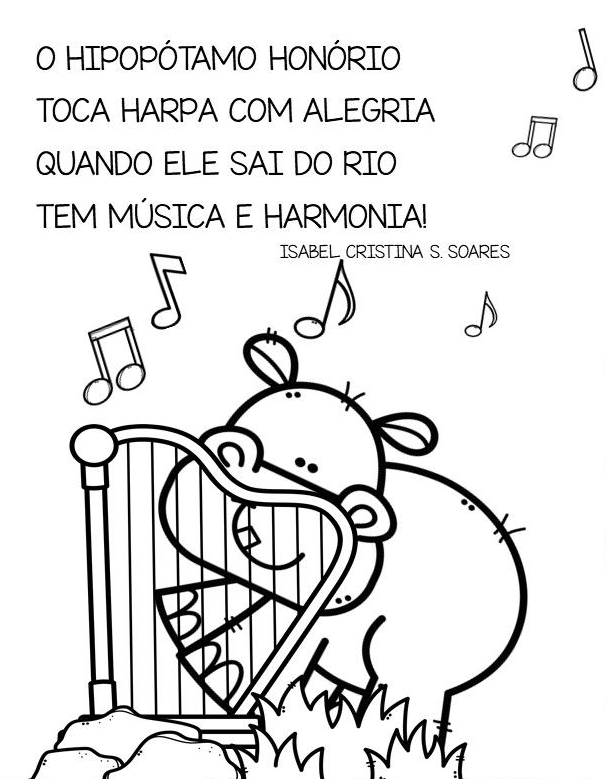 O HIPOPÓTAMO HONÓRIO
TOCA HARPA COM ALEGRIA
QUANDO ELE SAI DO RIO
TEM MÚSICA E HARMONIA!
ISABEL CRISTINA S. SOARES